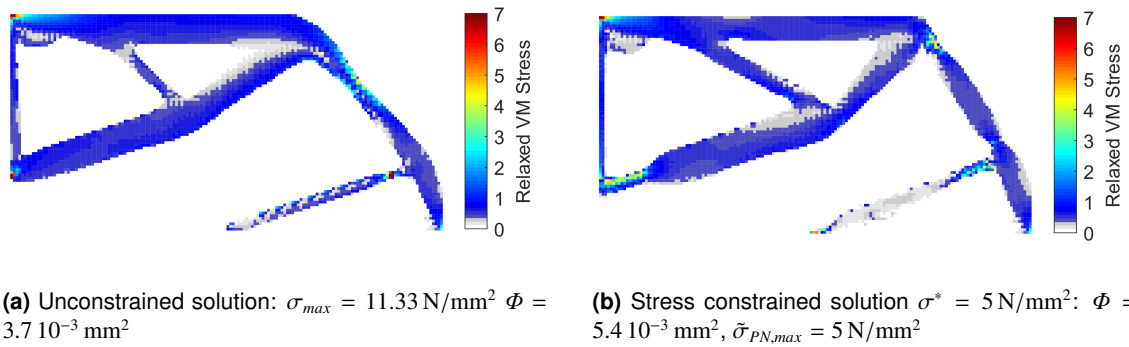 7
6
5
4
3
2
1
0
Relaxed VM Stress
7
6
5
4
3
2
1
0
Relaxed VM Stress
(a) Unconstrained solution: σmax = 11.33 N/mm² Φ =
3.7 10⁻³ mm²
(b) Stress constrained solution σ* = 5 N/mm²: Φ =
5.4 10⁻³ mm², σ̃PN,max = 5 N/mm²